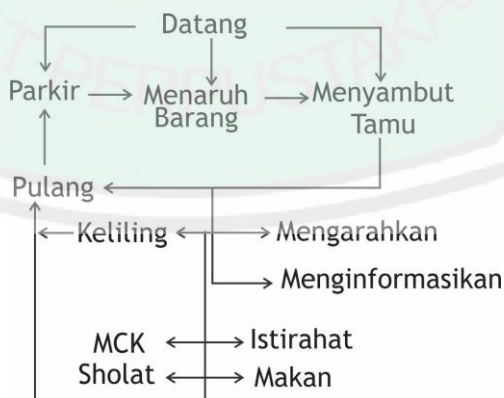 Datang
Parkir
Menaruh
Barang
Menyambut
Tamu
Pulang
Keliling
Mengarahkan
Menginformasikan
MCK
Istirahat
Sholat
Makan